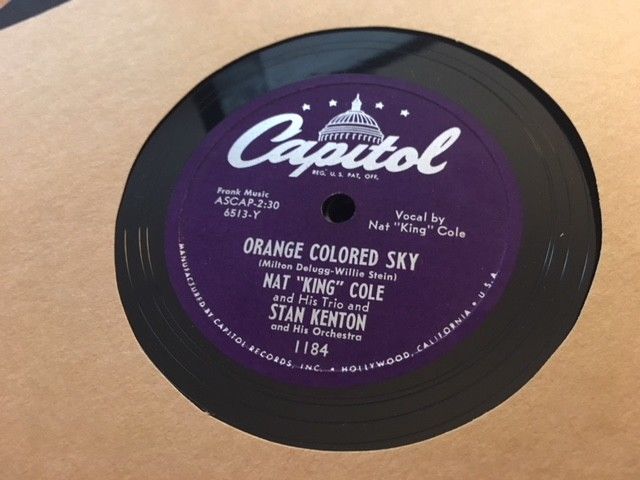 Capitol
REG. U.S. PAT. OFF.
Frank Music
ASCAP-2:30
6513-Y
Vocal by
Nat "King" Cole
ORANGE COLORED SKY
(Milton Delugg-Willie Stein)
NAT "KING" COLE
and His Trio and
STAN KENTON
and His Orchestra
1184
MANUFACTURED BY CAPITOL RECORDS, INC. • HOLLYWOOD, CALIFORNIA • U.S.A.